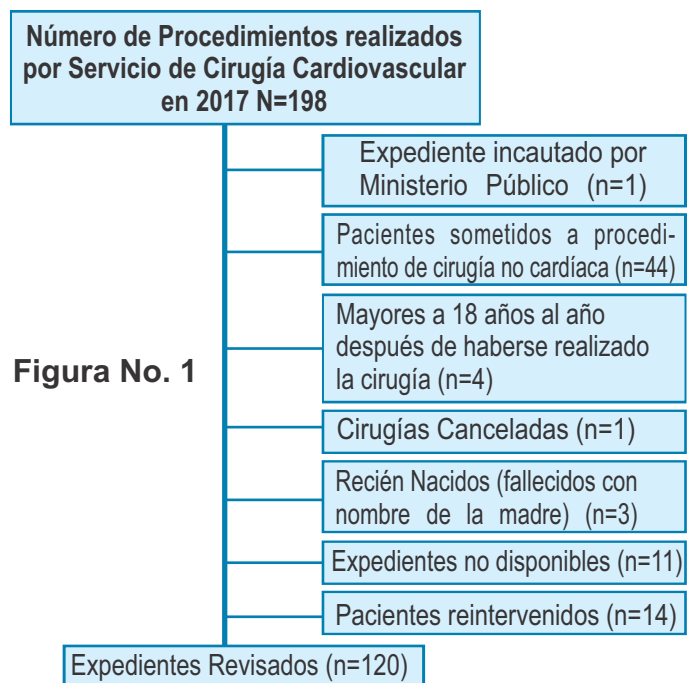 Número de Procedimientos realizados
por Servicio de Cirugía Cardiovascular
en 2017 N=198
Expediente incautado por
Ministerio Público (n=1)
Pacientes sometidos a procedi-
miento de cirugía no cardíaca (n=44)
Mayores a 18 años al año
después de haberse realizado
la cirugía (n=4)
Figura No. 1
Cirugías Canceladas (n=1)
Recién Nacidos (fallecidos con
nombre de la madre) (n=3)
Expedientes no disponibles (n=11)
Pacientes reintervenidos (n=14)
Expedientes Revisados (n=120)